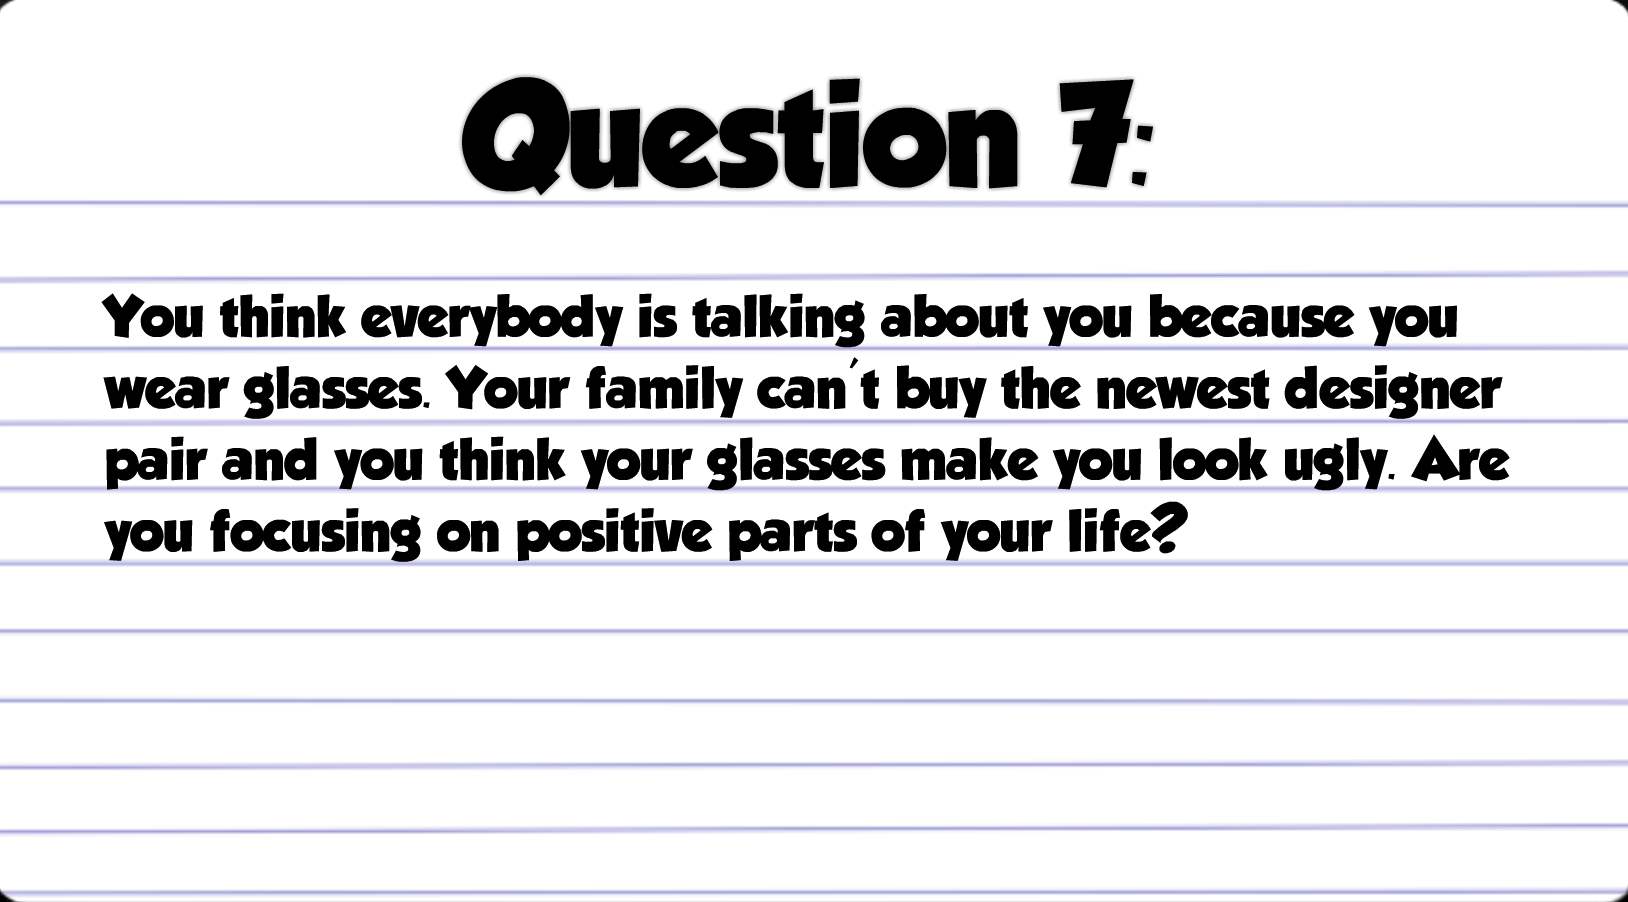 Question 7:
You think everybody is talking about you because you
wear glasses. Your family can't buy the newest designer
pair and you think your glasses make you look ugly. Are
you focusing on positive parts of your life?